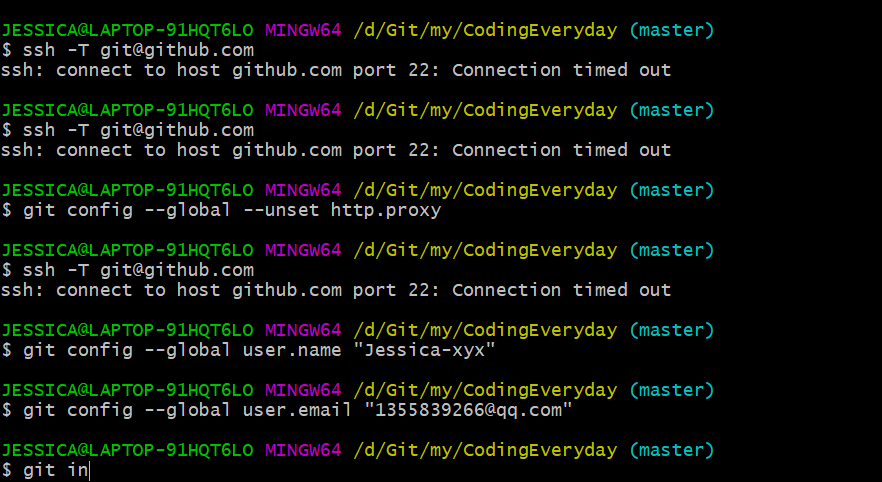 JESSICA@LAPTOP-91HQT6LO MINGW64 /d/Git/my/CodingEveryday (master)
$ ssh -T git@github.com
ssh: connect to host github.com port 22: Connection timed out
JESSICA@LAPTOP-91HQT6LO MINGW64 /d/Git/my/CodingEveryday (master)
$ ssh -T git@github.com
ssh: connect to host github.com port 22: Connection timed out
JESSICA@LAPTOP-91HQT6LO MINGW64 /d/Git/my/CodingEveryday (master)
$ git config --global --unset http.proxy
JESSICA@LAPTOP-91HQT6LO MINGW64 /d/Git/my/CodingEveryday (master)
$ ssh -T git@github.com
ssh: connect to host github.com port 22: Connection timed out
JESSICA@LAPTOP-91HQT6LO MINGW64 /d/Git/my/CodingEveryday (master)
$ git config --global user.name "Jessica-xyx"
JESSICA@LAPTOP-91HQT6LO MINGW64 /d/Git/my/CodingEveryday (master)
$ git config --global user.email "1355839266@qq.com"
JESSICA@LAPTOP-91HQT6LO MINGW64 /d/Git/my/CodingEveryday (master)
$ git in